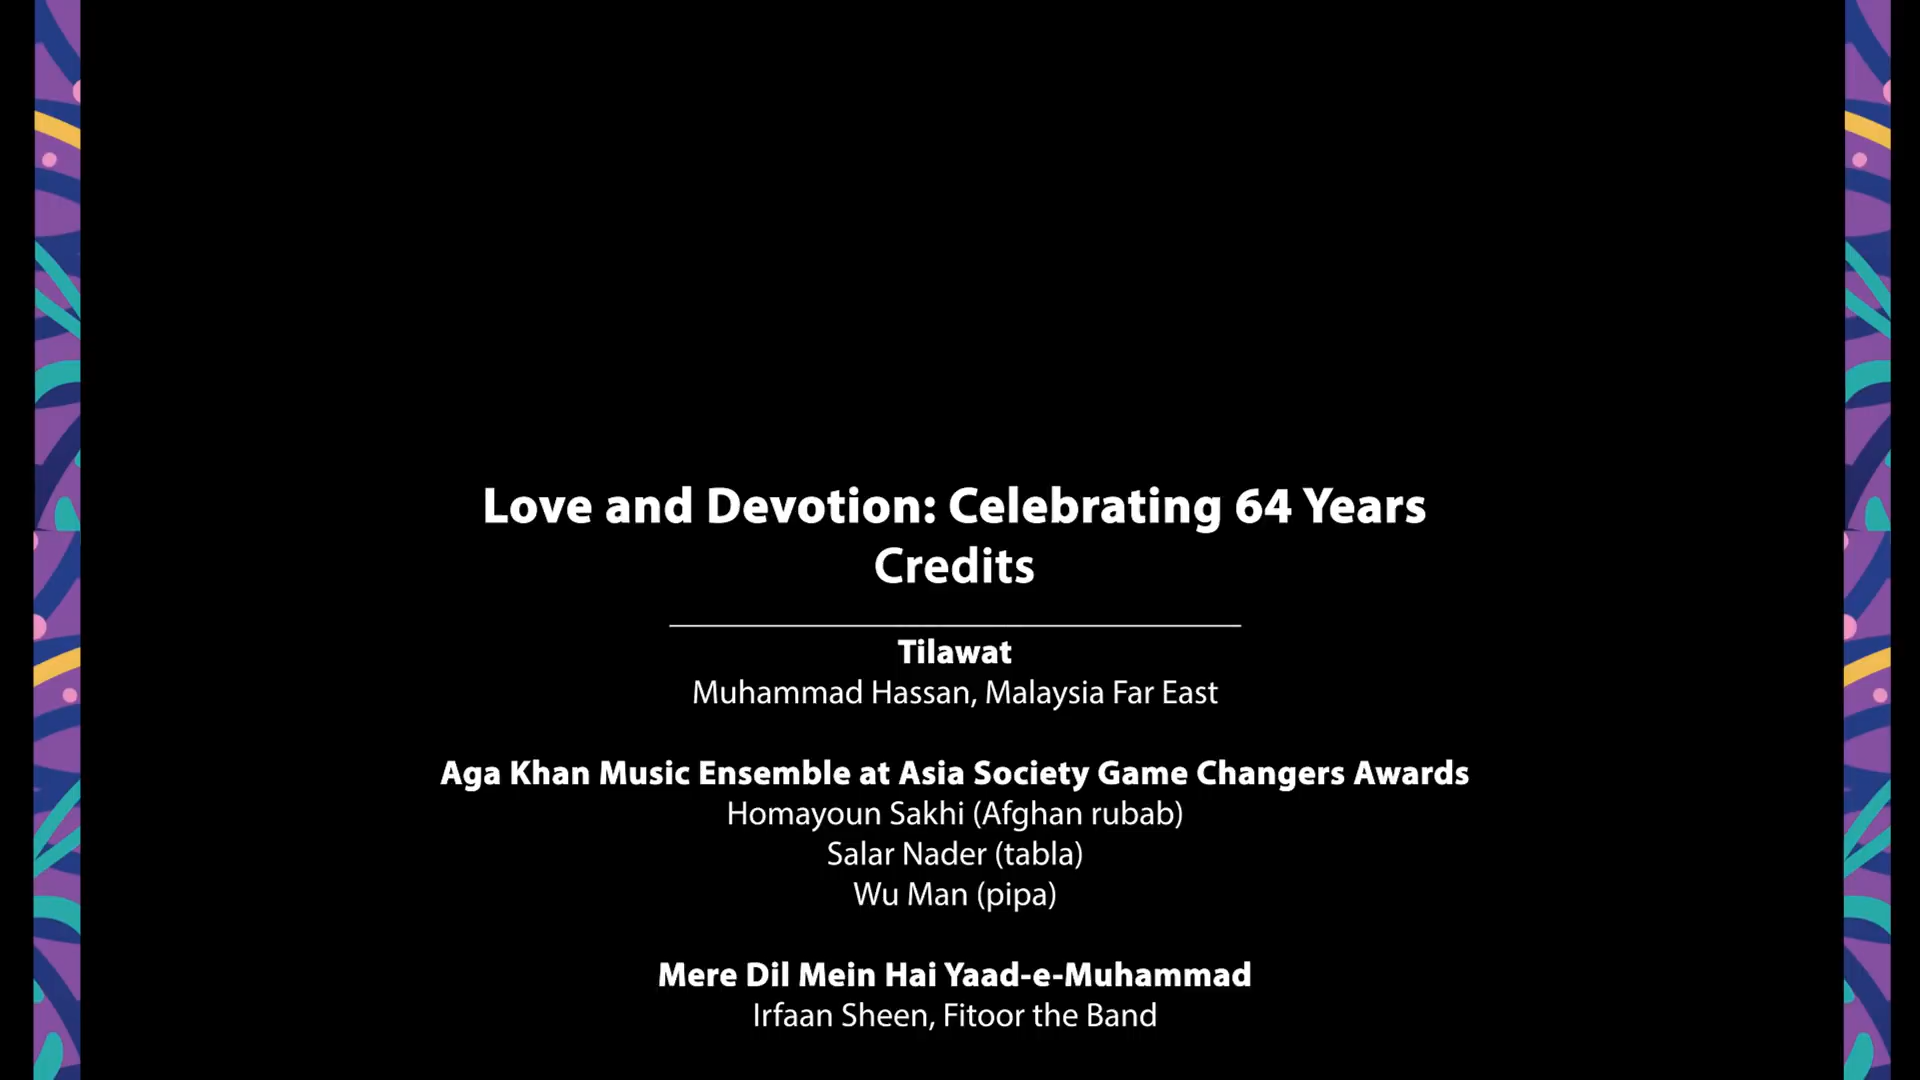 Love and Devotion: Celebrating 64 Years
Credits
Tilawat
Muhammad Hassan, Malaysia Far East
Aga Khan Music Ensemble at Asia Society Game Changers Awards
Homayoun Sakhi (Afghan rubab)
Salar Nader (tabla)
Wu Man (pipa)
Mere Dil Mein Hai Yaad-e-Muhammad
Irfaan Sheen, Fitoor the Band